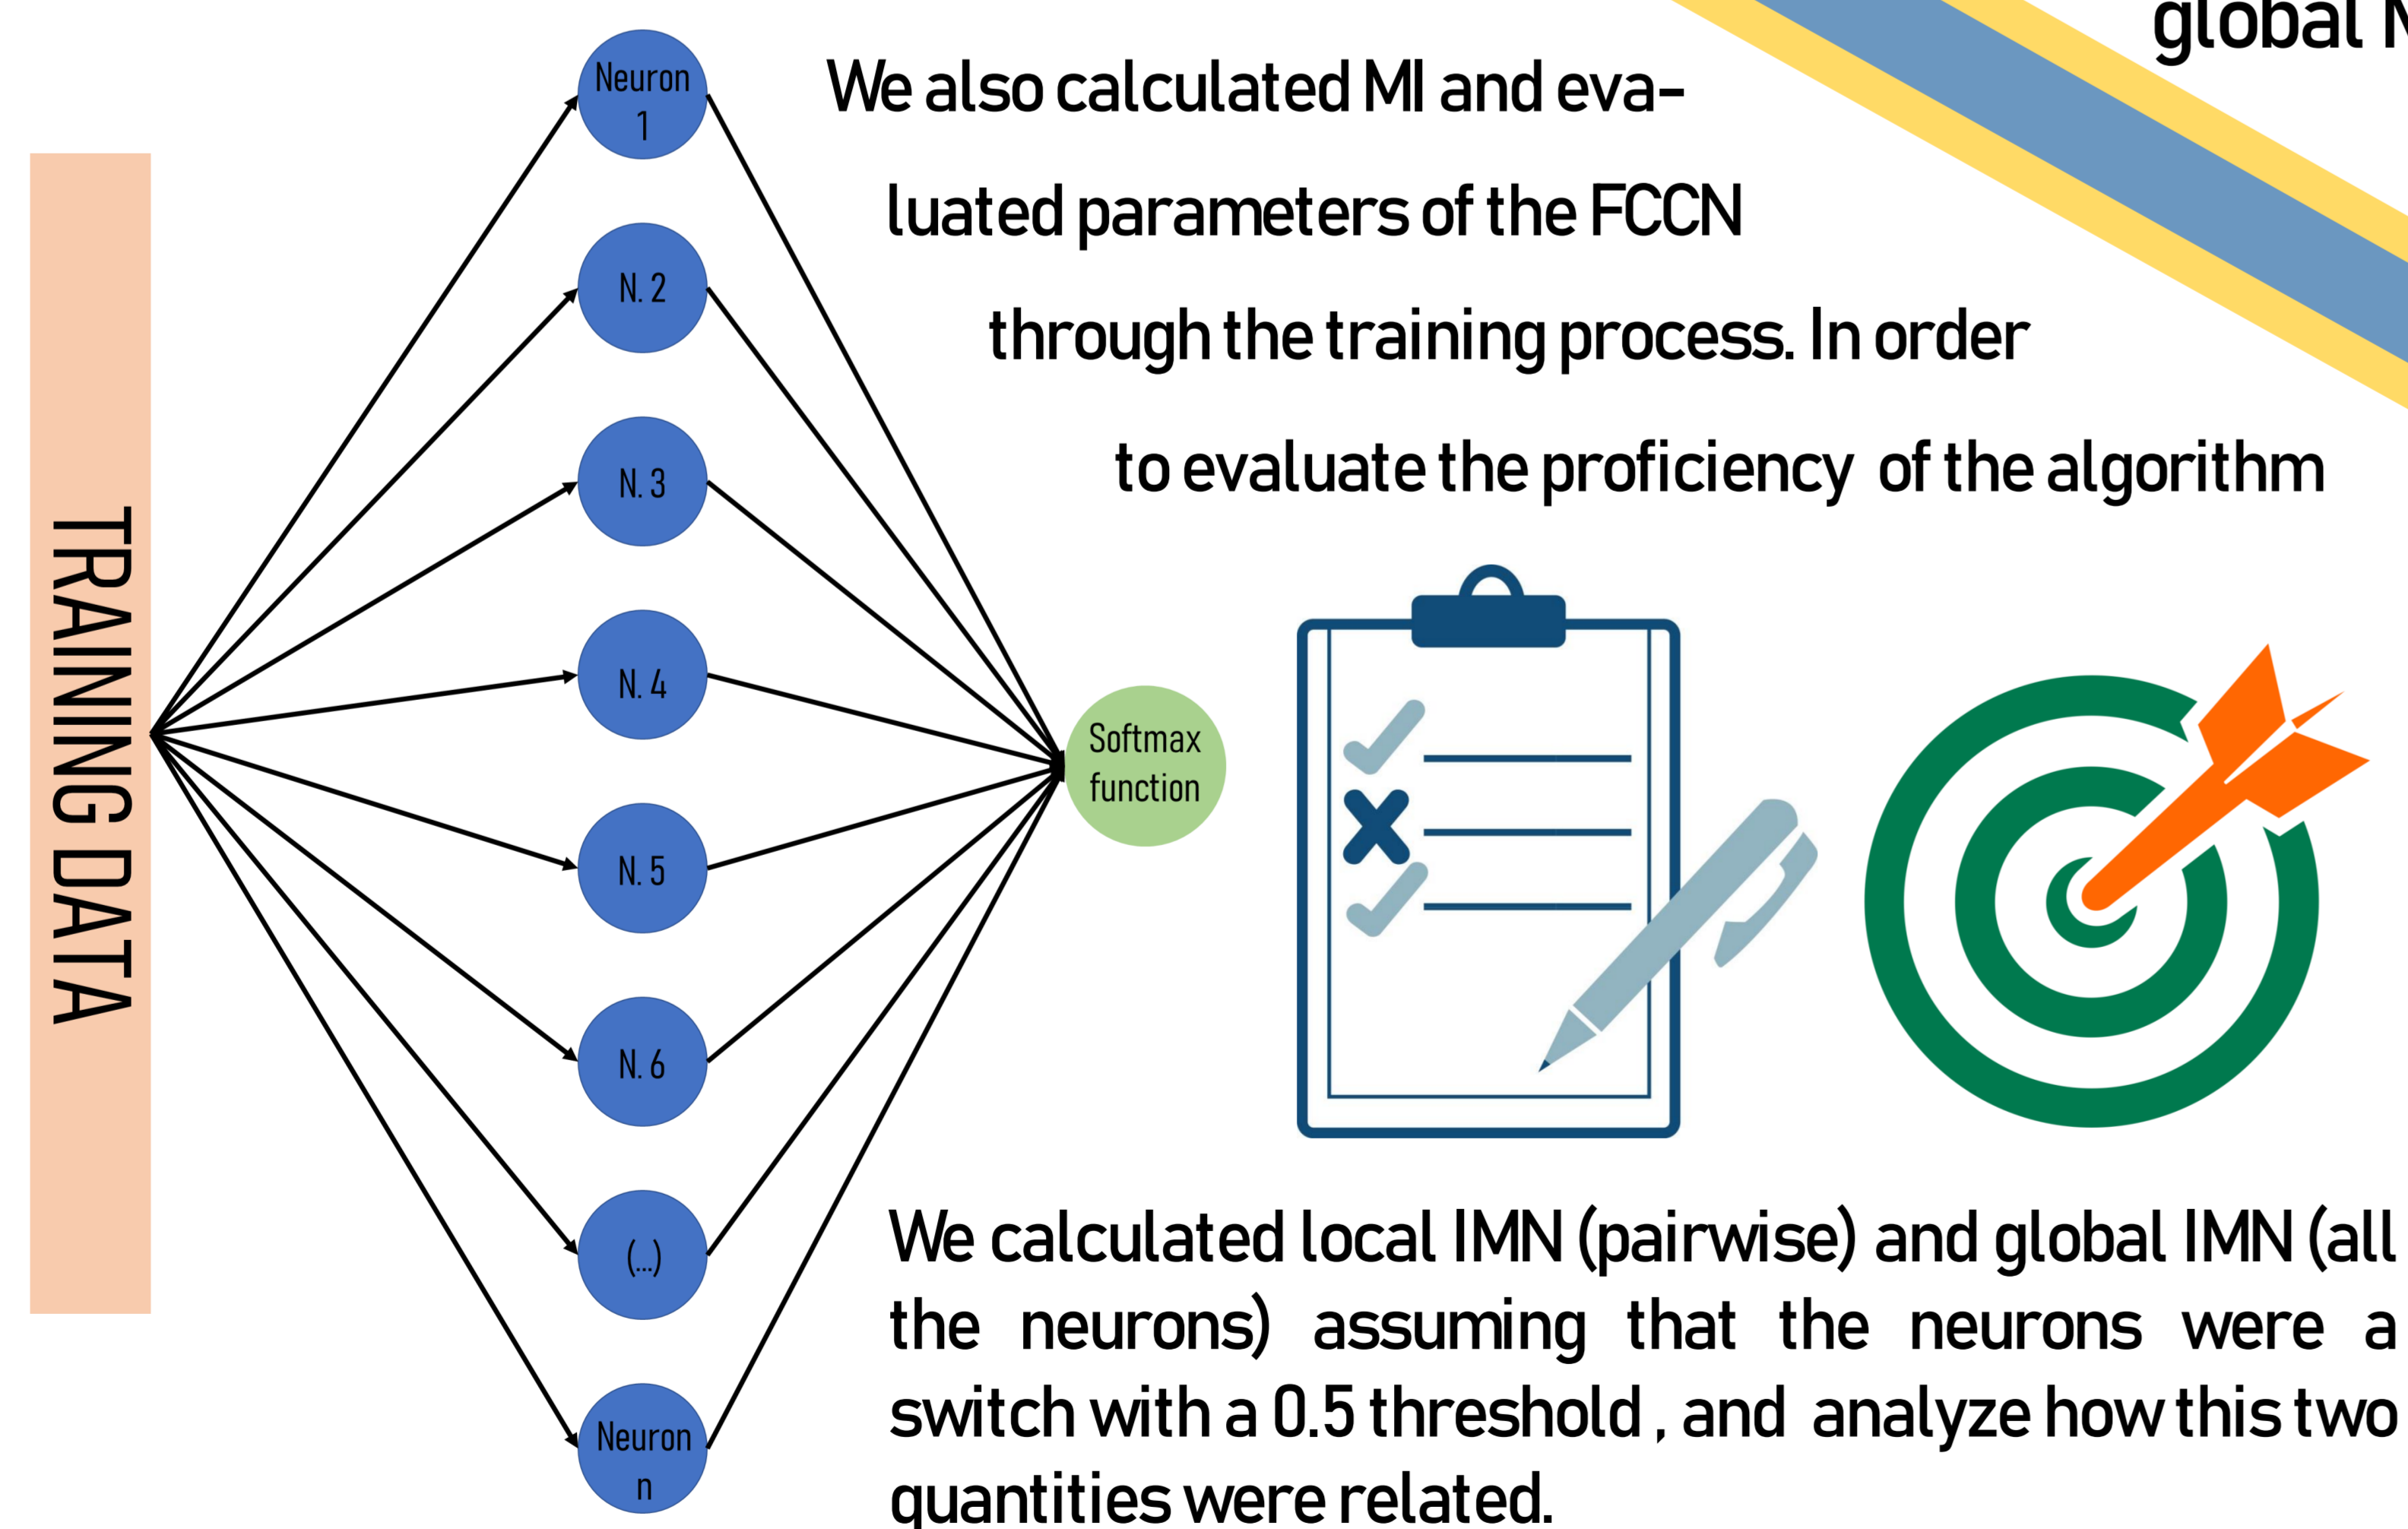 global
We also calculated MI and eva-
luated parameters of the FCCN
through the training process. In order
to evaluate the proficiency of the algorithm
TRAINING DATA
Neuron
1
N. 2
N. 3
N. 4
N. 5
N. 6
(...)
Neuron
n
Softmax
function
We calculated local IMN (pairwise) and global IMN (all
the neurons) assuming that the neurons were a
switch with a 0.5 threshold , and analyze how this two
quantities were related.